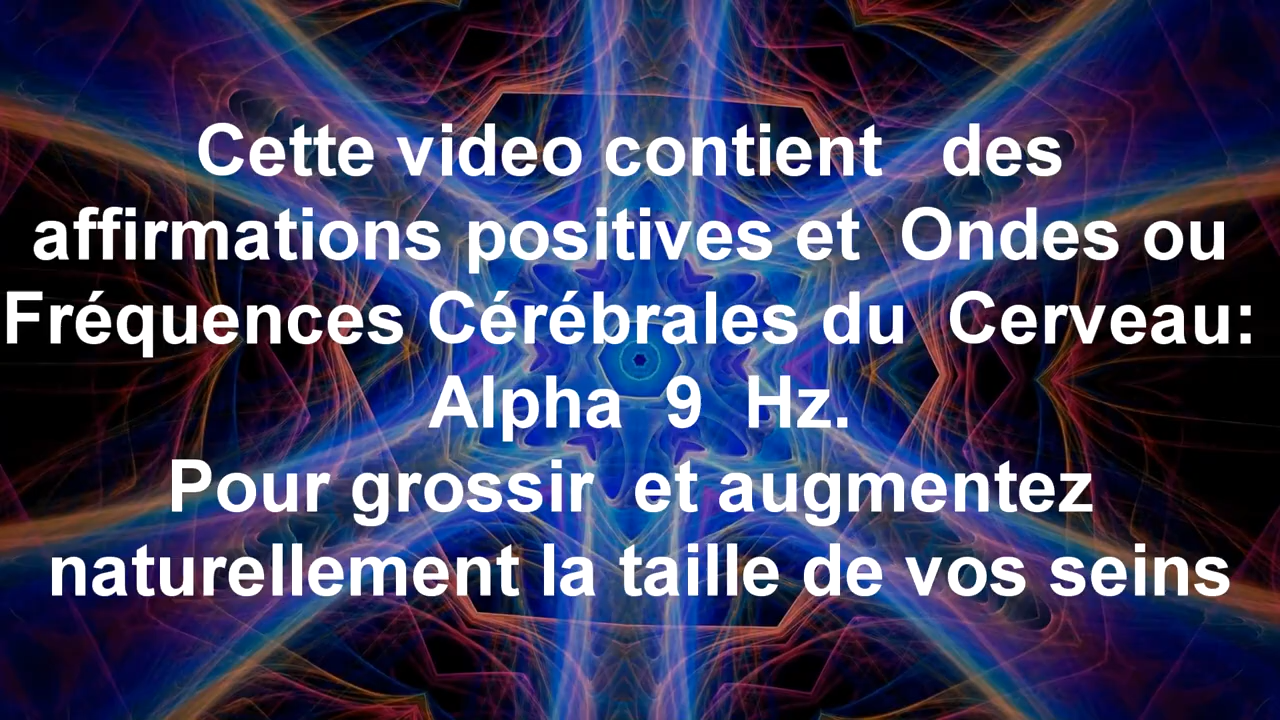 Cette video contient des
affirmations positives et Ondes ou
Fréquences Cérébrales du Cerveau:
Alpha 9 Hz.
Pour grossir et augmentez
naturellement la taille de vos seins